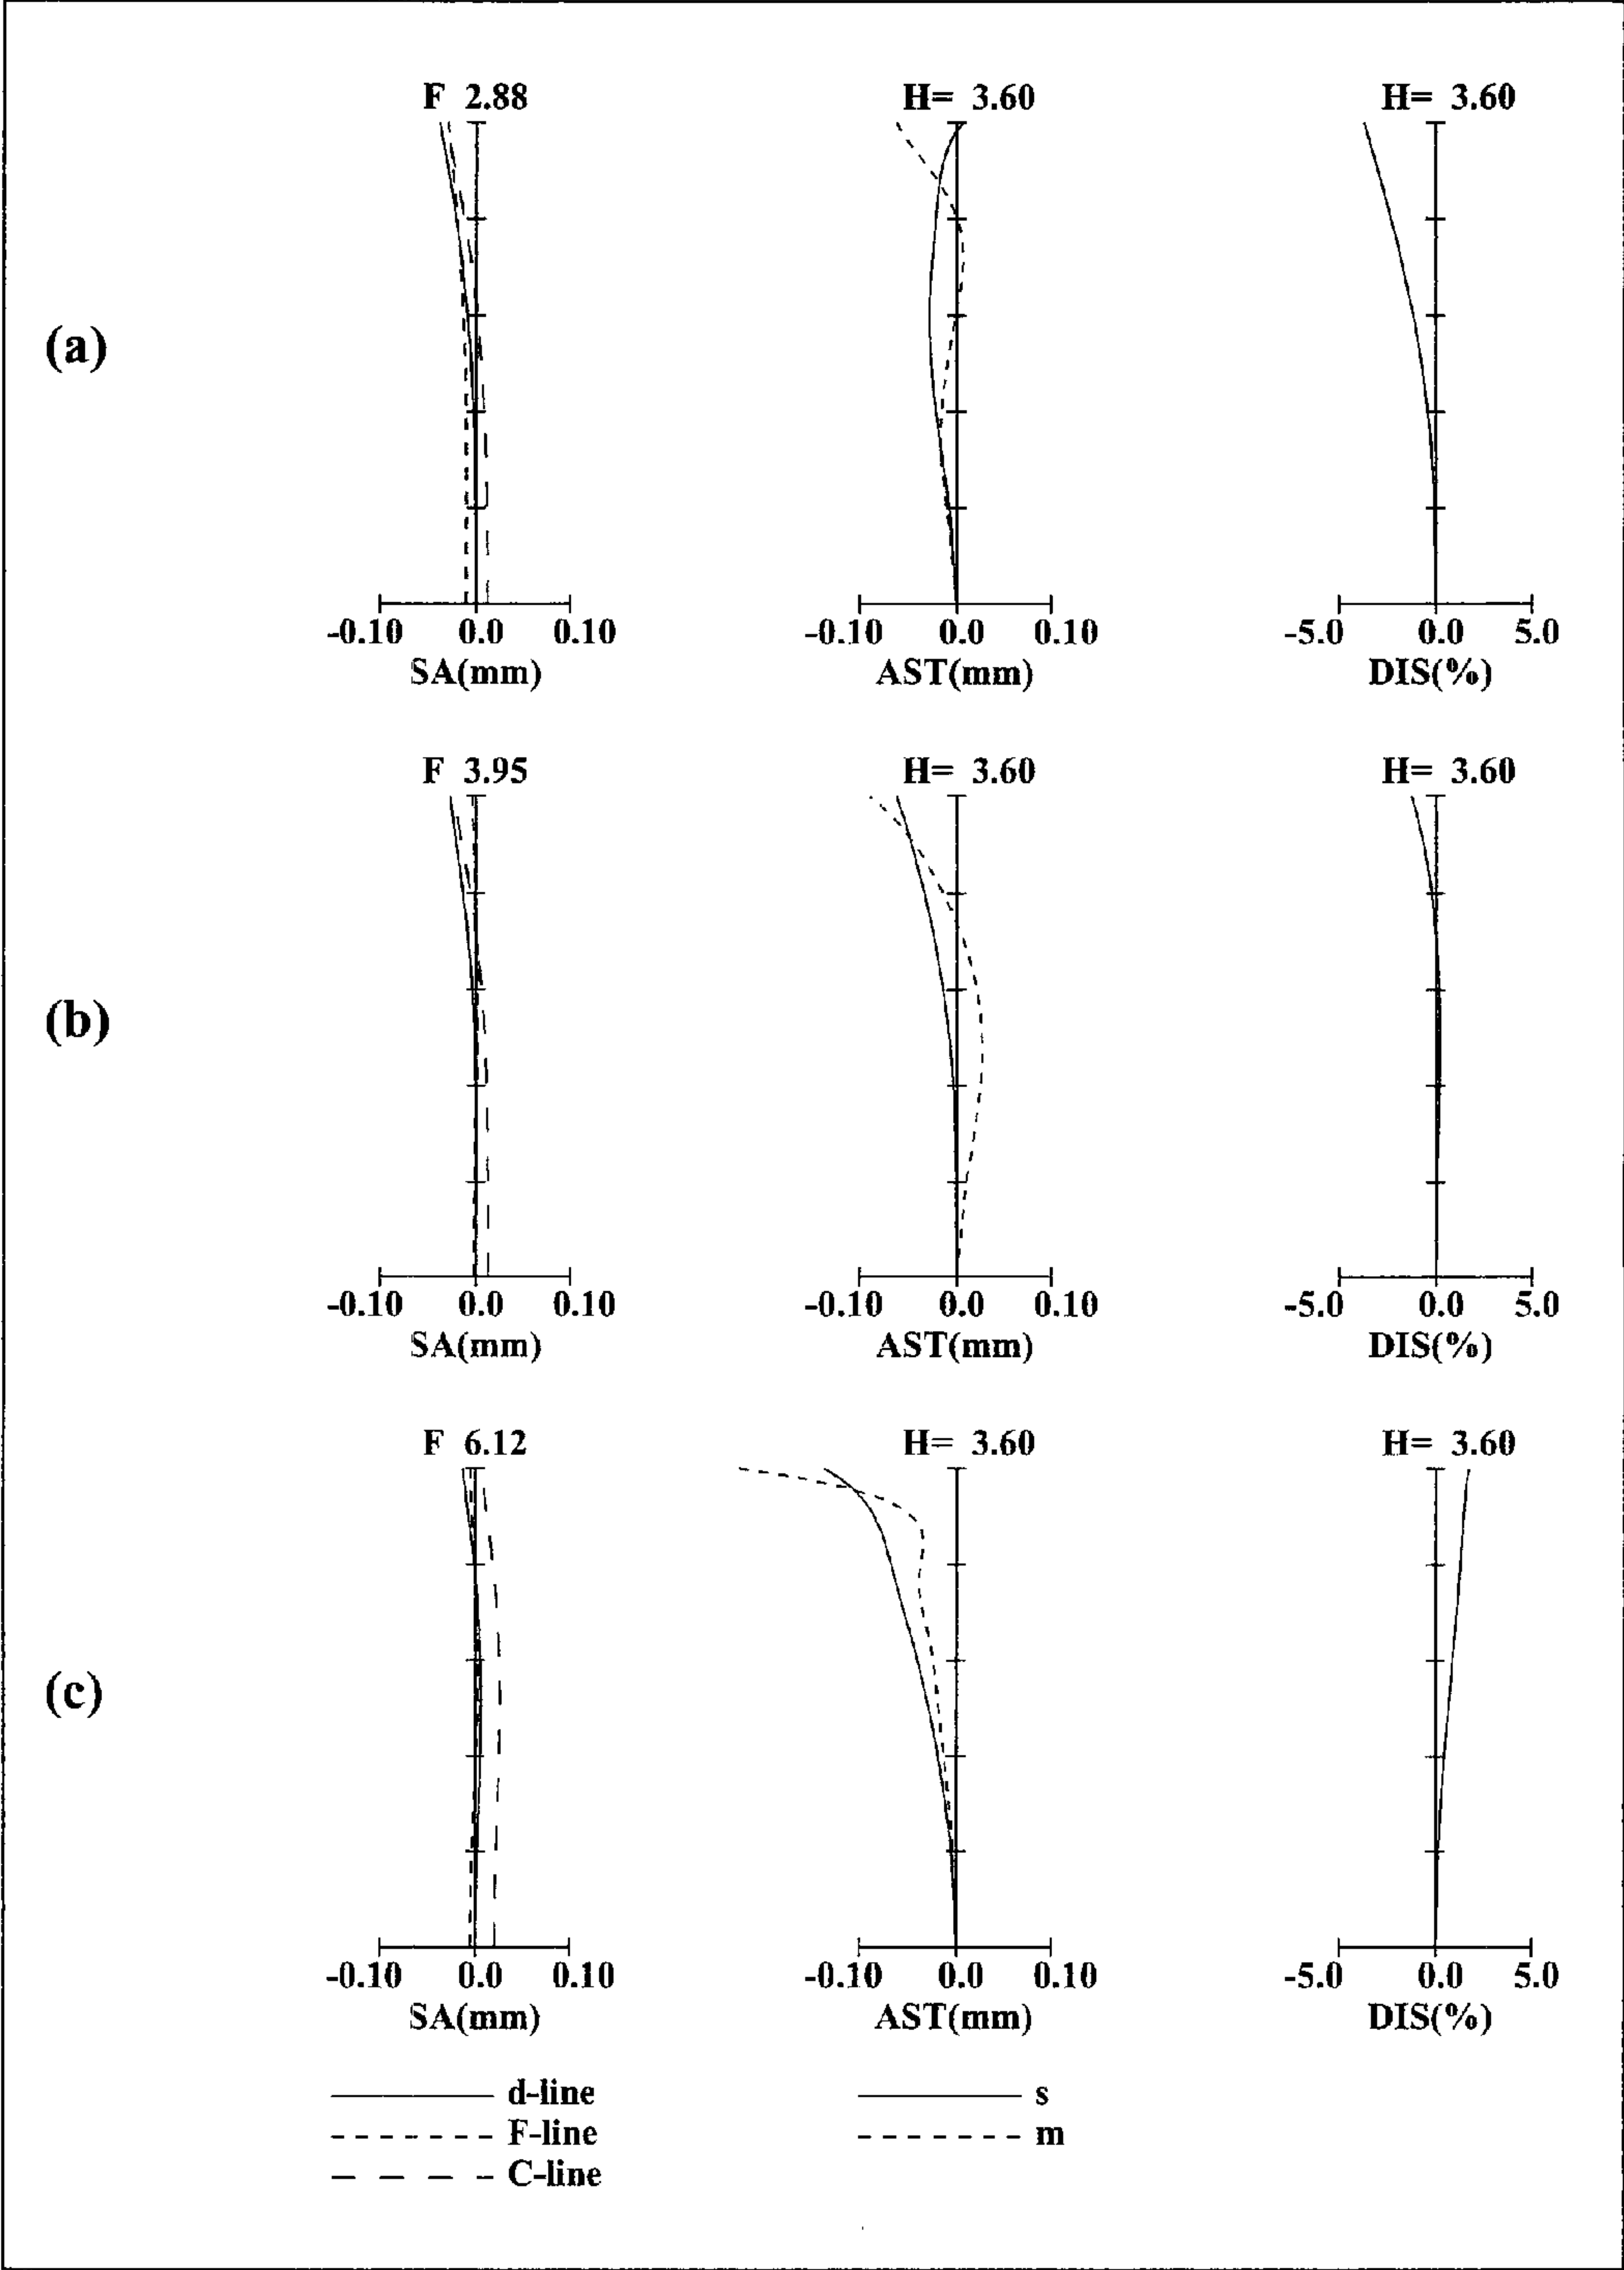 F 2.88 H= 3.60 H= 3.60
(a)
-0.10 0.0 0.10 -0.10 0.0 0.10 -5.0 0.0 5.0
SA(mm) AST(mm) DIS(%)
F 3.95 H= 3.60 H= 3.60
(b)
-0.10 0.0 0.10 -0.10 0.0 0.10 -5.0 0.0 5.0
SA(mm) AST(mm) DIS(%)
F 6.12 H= 3.60 H= 3.60
(c)
-0.10 0.0 0.10 -0.10 0.0 0.10 -5.0 0.0 5.0
SA(mm) AST(mm) DIS(%)
d-line s
F-line m
C-line